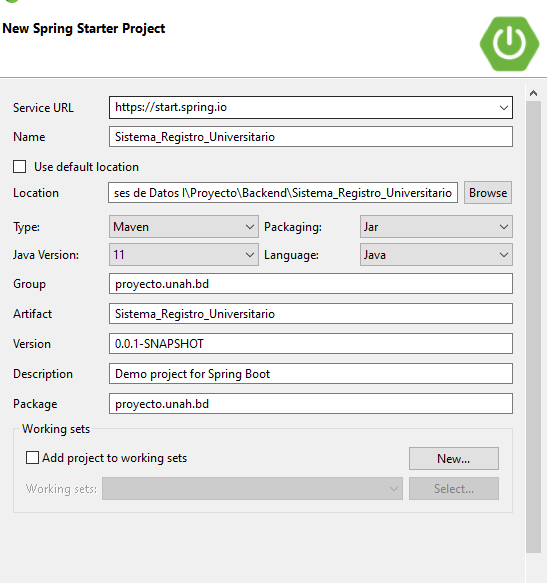 New Spring Starter Project
Service URL https://start.spring.io
Name Sistema_Registro_Universitario
Use default location
Location ses de Datos I\Proyecto\Backend\Sistema_Registro_Universitario Browse
Type: Maven Packaging: Jar
Java Version: 11 Language: Java
Group proyecto.unah.bd
Artifact Sistema_Registro_Universitario
Version 0.0.1-SNAPSHOT
Description Demo project for Spring Boot
Package proyecto.unah.bd
Working sets
Add project to working sets New...
Working sets: Select...